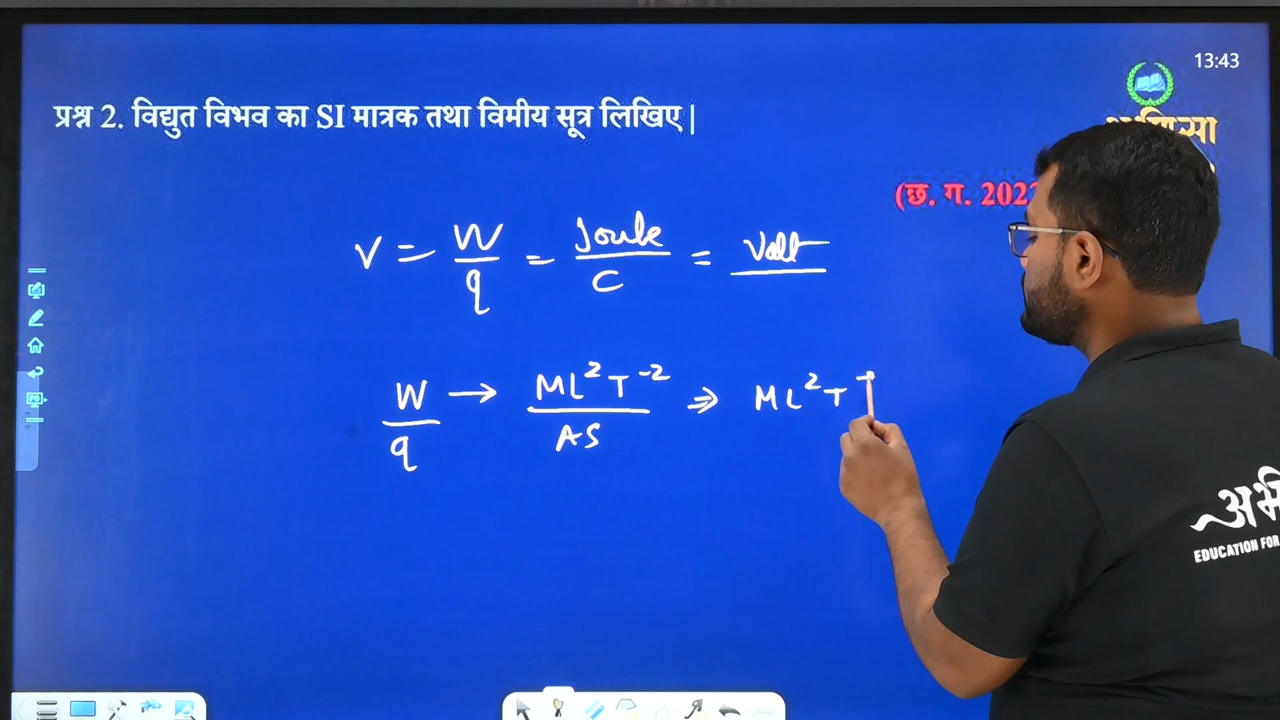 13:43
प्रश्न 2. विद्युत विभव का SI मात्रक तथा विमीय सूत्र लिखिए |
(छ. ग. 202
V = W/q = Joule/C = Volt
W/q → ML²T⁻²/AS ⇒ ML²T⁻
EDUCATION FOR